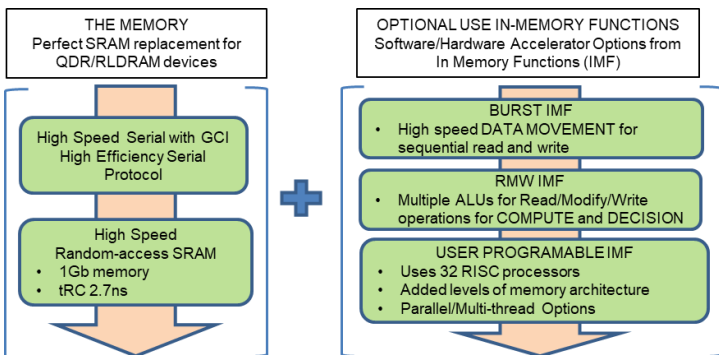 THE MEMORY
Perfect SRAM replacement for
QDR/RLDRAM devices
High Speed Serial with GCI
High Efficiency Serial
Protocol
High Speed
Random-access SRAM
• 1Gb memory
• tRC 2.7ns
OPTIONAL USE IN-MEMORY FUNCTIONS
Software/Hardware Accelerator Options from
In Memory Functions (IMF)
BURST IMF
• High speed DATA MOVEMENT for
sequential read and write
RMW IMF
• Multiple ALUs for Read/Modify/Write
operations for COMPUTE and DECISION
USER PROGRAMABLE IMF
• Uses 32 RISC processors
• Added levels of memory architecture
• Parallel/Multi-thread Options